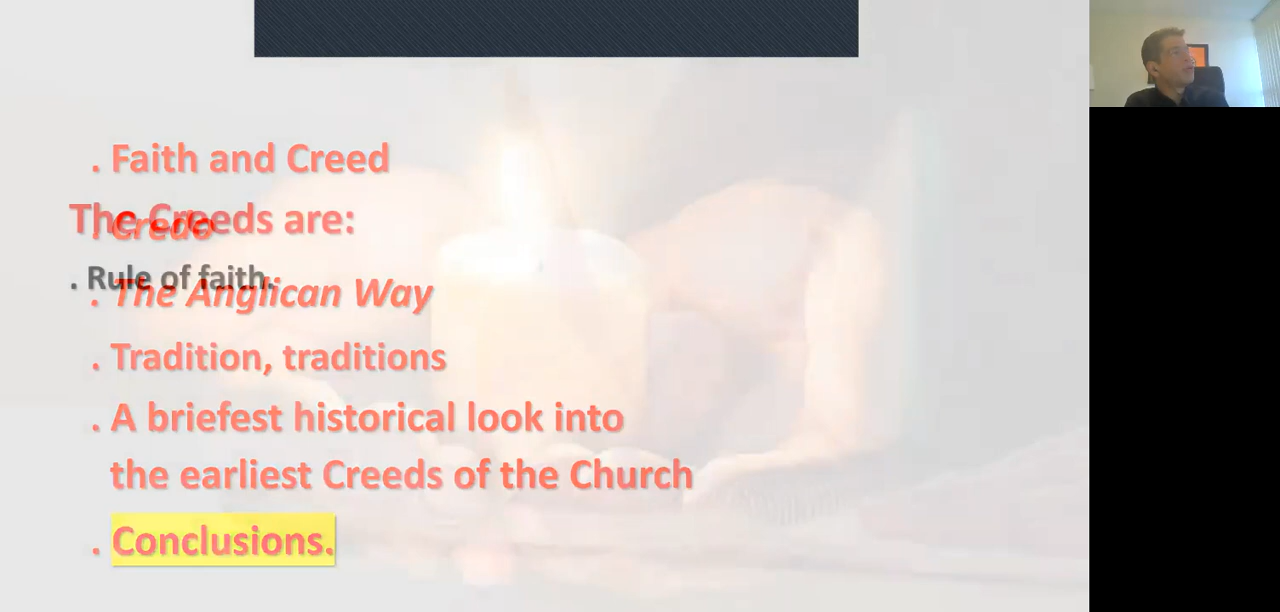 . Faith and Creed
The Creeds are:
. Credo
. Rule of faith.
. The Anglican Way
. Tradition, traditions
. A briefest historical look into
the earliest Creeds of the Church
. Conclusions.